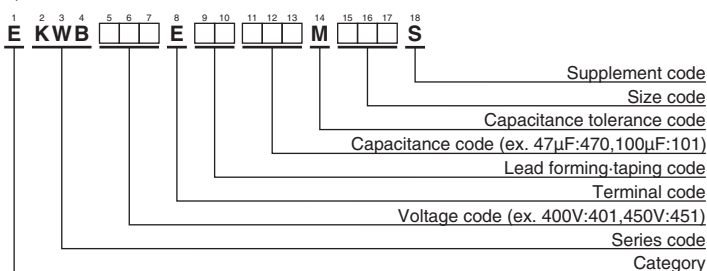 1 2 3 4 5 6 7 8 9 10 11 12 13 14 15 16 17 18
E KWB E M S
Supplement code
Size code
Capacitance tolerance code
Capacitance code (ex. 47μF:470,100μF:101)
Lead forming·taping code
Terminal code
Voltage code (ex. 400V:401,450V:451)
Series code
Category